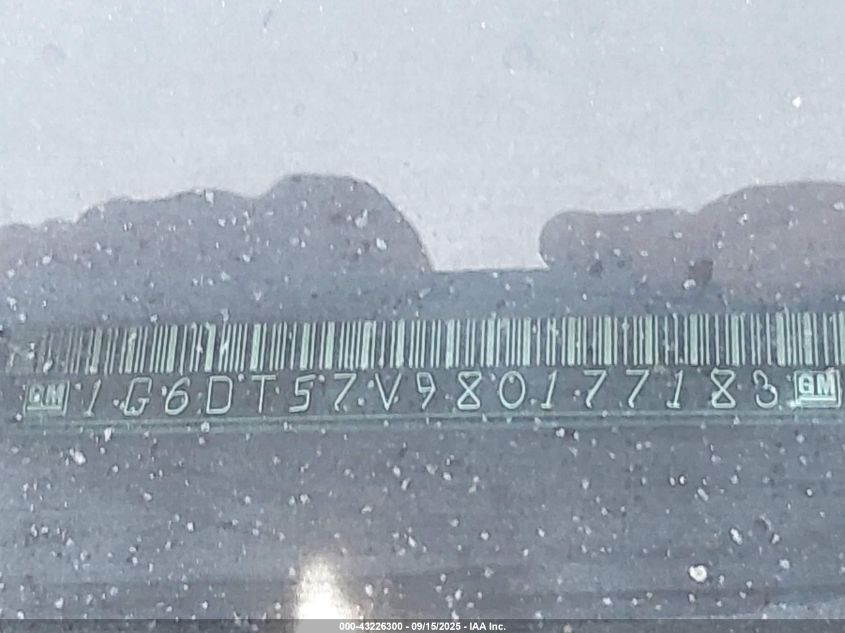 GM 1G6DT57V980177183 GM
000-43226300 - 09/15/2025 - IAA Inc.